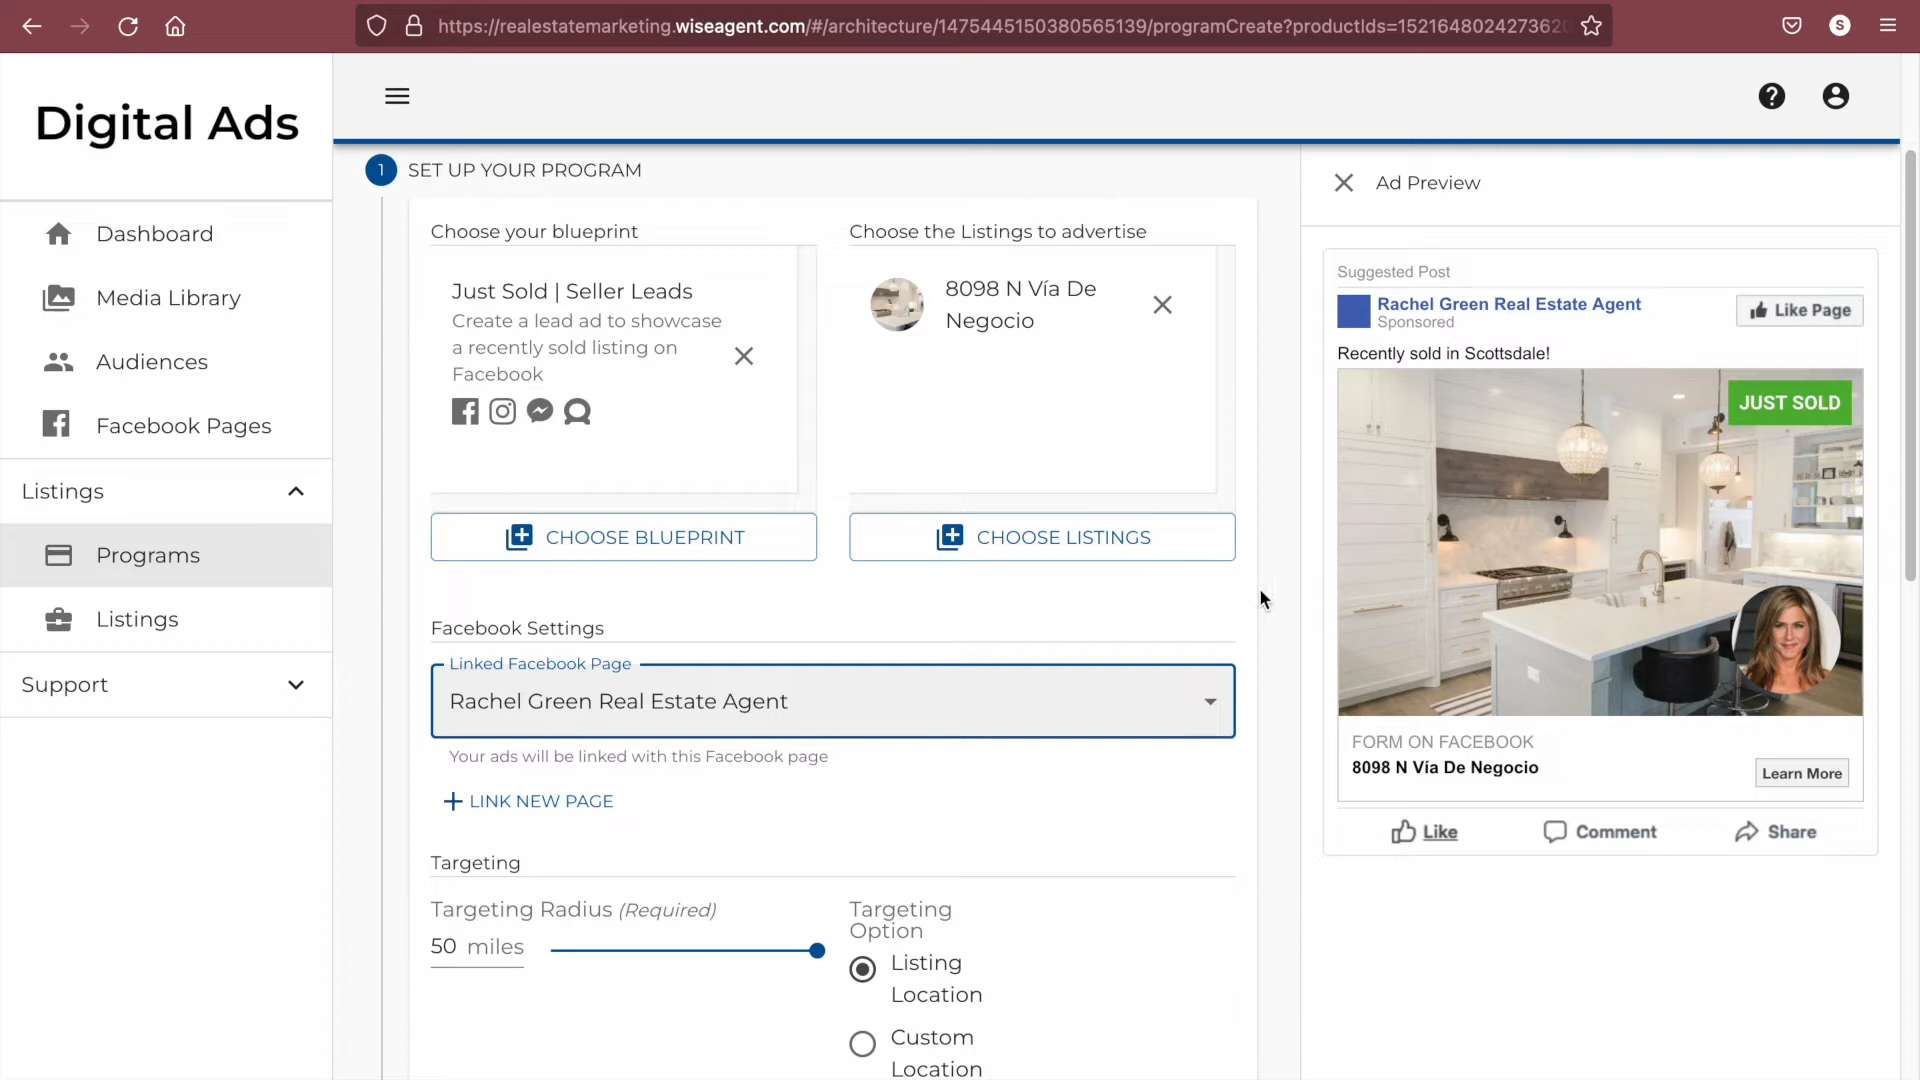 https://realestatemarketing.wiseagent.com/#/architecture/1475445150380565139/programCreate?productIds=1521648024273620
S
Digital Ads
Dashboard
Media Library
Audiences
Facebook Pages
Listings
Programs
Listings
Support
1 SET UP YOUR PROGRAM
Choose your blueprint
Just Sold | Seller Leads
Create a lead ad to showcase
a recently sold listing on
Facebook
CHOOSE BLUEPRINT
Choose the Listings to advertise
8098 N Vía De
Negocio
CHOOSE LISTINGS
Facebook Settings
Linked Facebook Page
Rachel Green Real Estate Agent
Your ads will be linked with this Facebook page
LINK NEW PAGE
Targeting
Targeting Radius (Required)
50 miles
Targeting
Option
Listing
Location
Custom
Location
Ad Preview
Suggested Post
Rachel Green Real Estate Agent
Sponsored
Like Page
Recently sold in Scottsdale!
JUST SOLD
FORM ON FACEBOOK
8098 N Vía De Negocio
Learn More
Like
Comment
Share